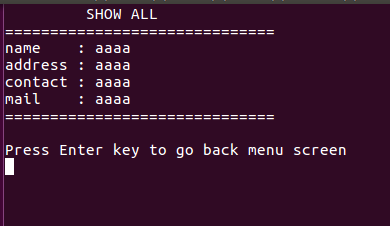 SHOW ALL
==============================
name    : aaaa
address : aaaa
contact : aaaa
mail    : aaaa
==============================
Press Enter key to go back menu screen